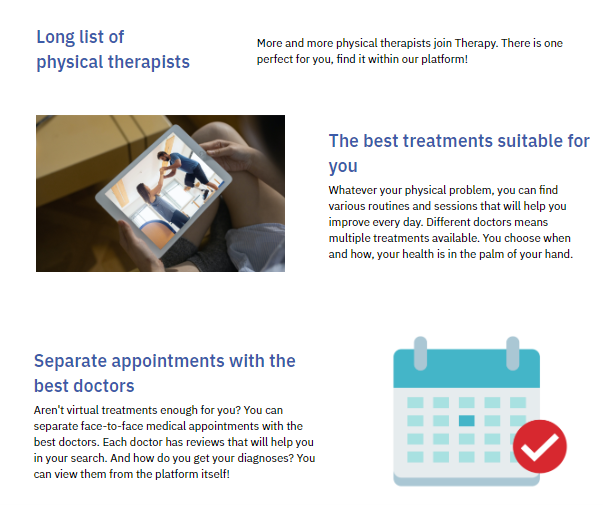 Long list of
physical therapists
More and more physical therapists join Therapy. There is one
perfect for you, find it within our platform!
The best treatments suitable for
you
Whatever your physical problem, you can find
various routines and sessions that will help you
improve every day. Different doctors means
multiple treatments available. You choose when
and how, your health is in the palm of your hand.
Separate appointments with the
best doctors
Aren't virtual treatments enough for you? You can
separate face-to-face medical appointments with the
best doctors. Each doctor has reviews that will help you
in your search. And how do you get your diagnoses? You
can view them from the platform itself!